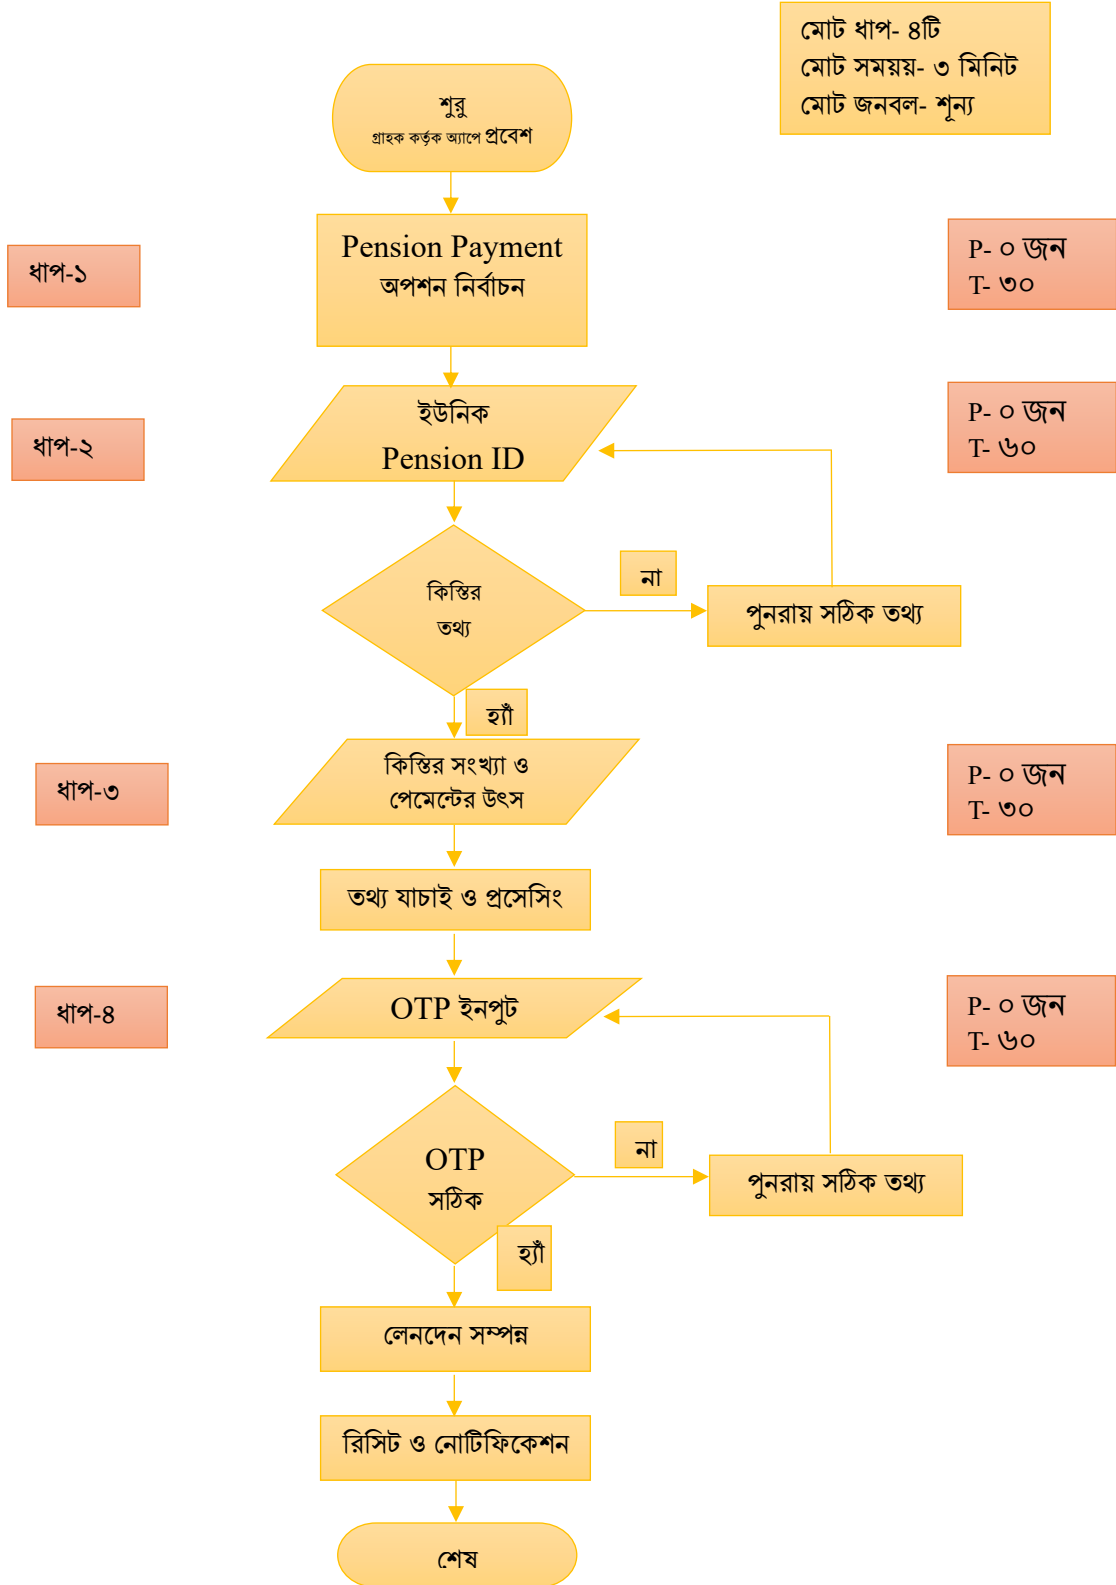 মোট ধাপ- ৪টি
মোট সময়য়- ৩ মিনিট
মোট জনবল- শূন্য
শুরু
গ্রাহক কর্তৃক অ্যাপে প্রবেশ
ধাপ-১
Pension Payment
অপশন নির্বাচন
P- ০ জন
T- ৩০
ধাপ-২
ইউনিক
Pension ID
P- ০ জন
T- ৬০
কিস্তির
তথ্য
না
পুনরায় সঠিক তথ্য
হ্যাঁ
ধাপ-৩
কিস্তির সংখ্যা ও
পেমেন্টের উৎস
P- ০ জন
T- ৩০
তথ্য যাচাই ও প্রসেসিং
ধাপ-৪
OTP ইনপুট
P- ০ জন
T- ৬০
OTP
সঠিক
না
পুনরায় সঠিক তথ্য
হ্যাঁ
লেনদেন সম্পন্ন
রিসিট ও নোটিফিকেশন
শেষ